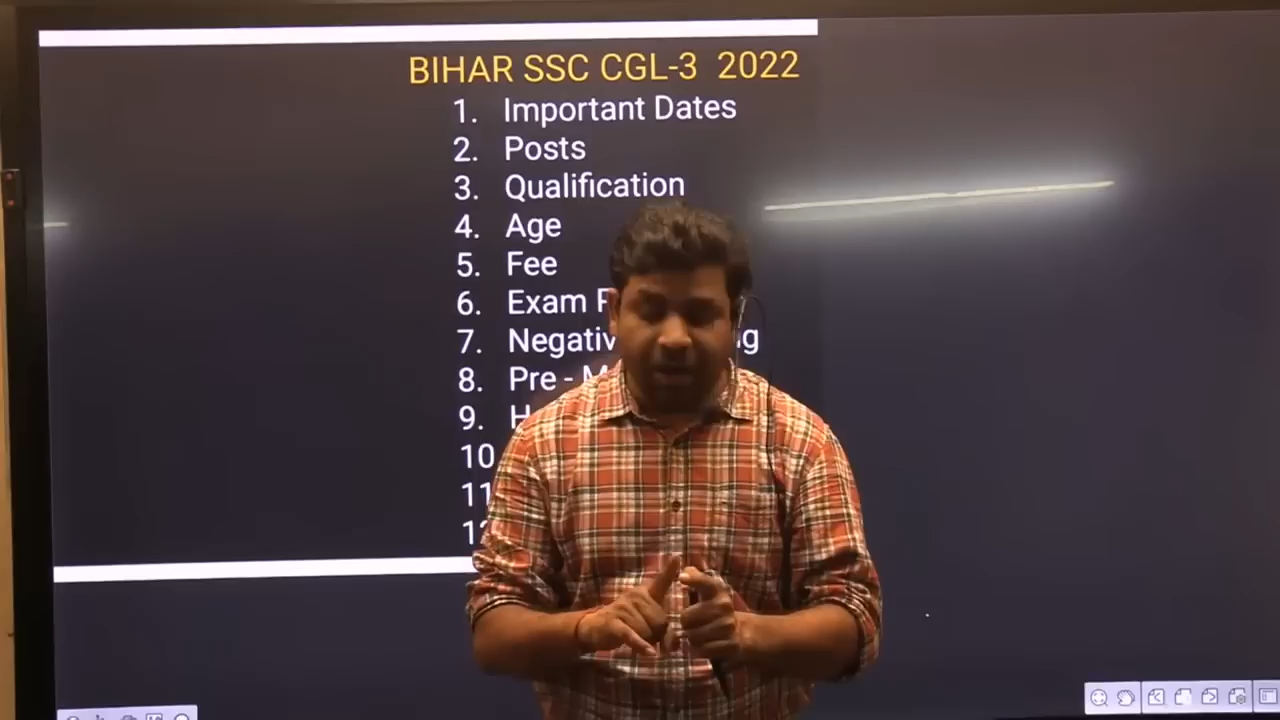 BIHAR SSC CGL-3 2022
1. Important Dates
2. Posts
3. Qualification
4. Age
5. Fee
6. Exam
7.
8. Pre -
9.
10
11